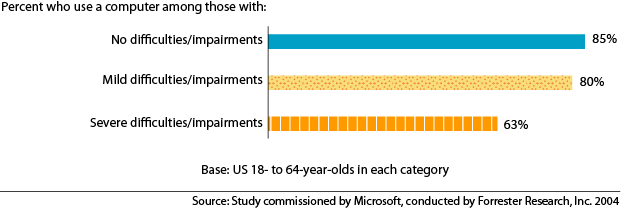 Percent who use a computer among those with:
No difficulties/impairments 85%
Mild difficulties/impairments 80%
Severe difficulties/impairments 63%
Base: US 18- to 64-year-olds in each category
Source: Study commissioned by Microsoft, conducted by Forrester Research, Inc. 2004